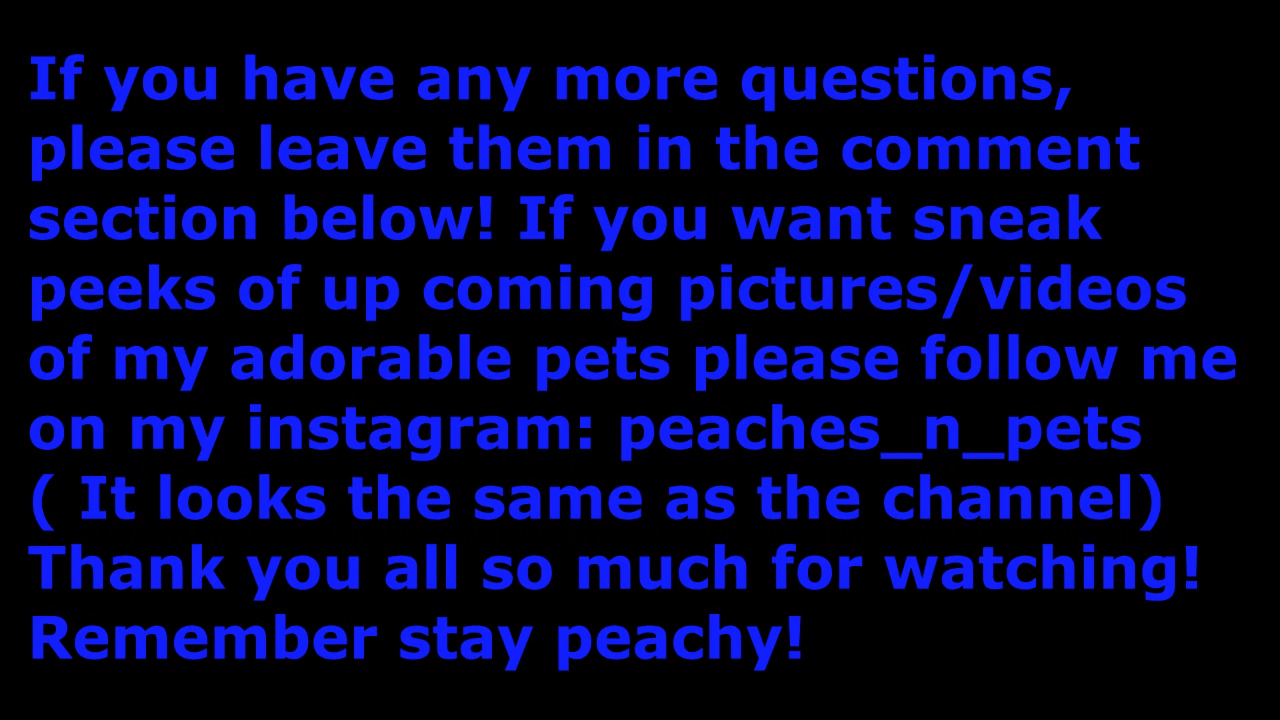 If you have any more questions,
please leave them in the comment
section below! If you want sneak
peeks of up coming pictures/videos
of my adorable pets please follow me
on my instagram: peaches_n_pets
( It looks the same as the channel)
Thank you all so much for watching!
Remember stay peachy!